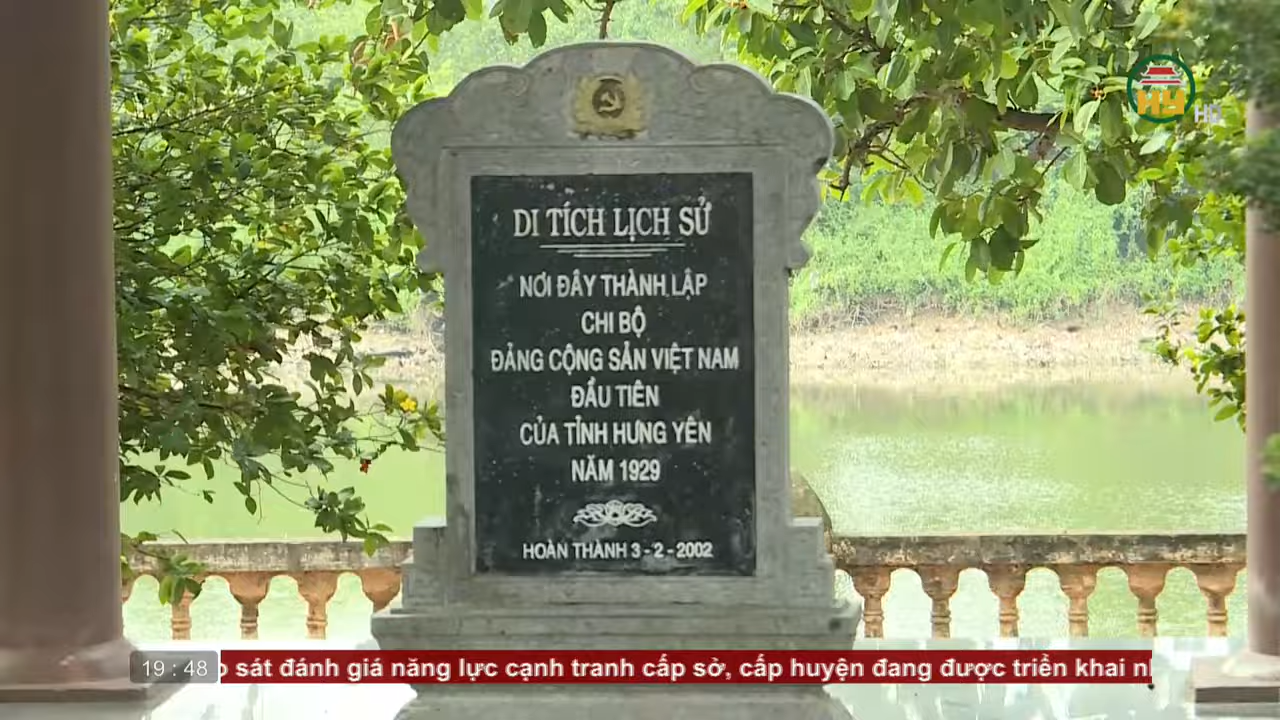 HY
HD
DI TÍCH LỊCH SỬ
NƠI ĐÂY THÀNH LẬP
CHI BỘ
ĐẢNG CỘNG SẢN VIỆT NAM
ĐẦU TIÊN
CỦA TỈNH HƯNG YÊN
NĂM 1929
HOÀN THÀNH 3 - 2 - 2002
19 : 48
sát đánh giá năng lực cạnh tranh cấp sở, cấp huyện đang được triển khai